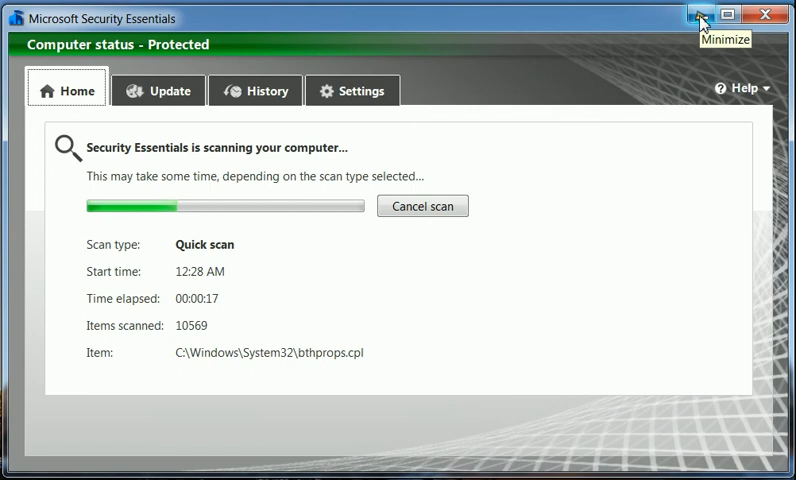 Microsoft Security Essentials
Minimize
Computer status - Protected
Home
Update
History
Settings
Help
Security Essentials is scanning your computer...
This may take some time, depending on the scan type selected...
Cancel scan
Scan type: Quick scan
Start time: 12:28 AM
Time elapsed: 00:00:17
Items scanned: 10569
Item: C:\Windows\System32\bthprops.cpl